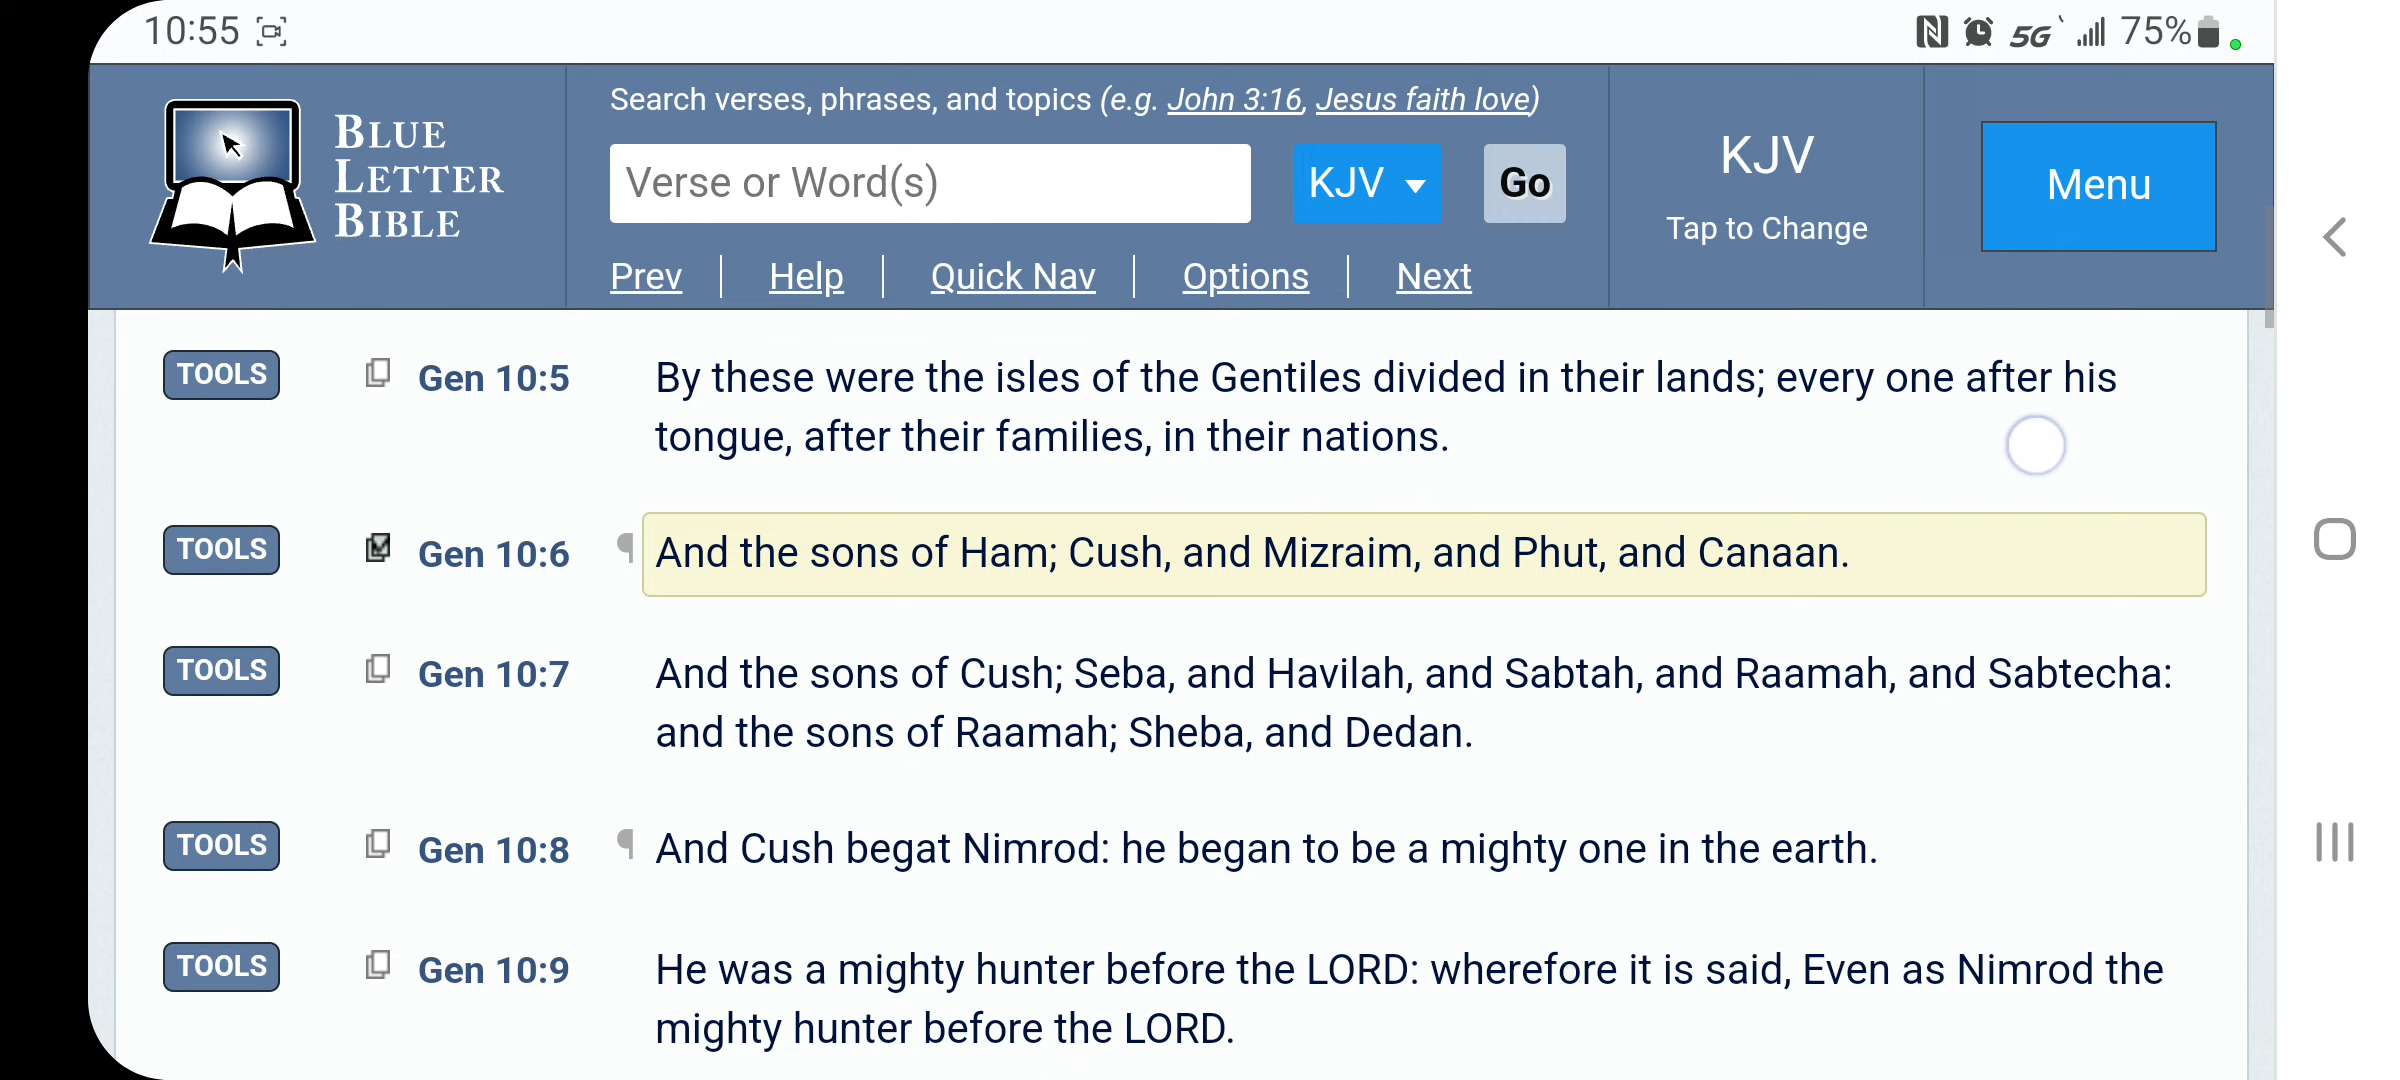 10:55 5G 75%
BLUE LETTER BIBLE
Search verses, phrases, and topics (e.g. John 3:16, Jesus faith love)
Verse or Word(s) KJV Go
Prev Help Quick Nav Options Next
KJV
Tap to Change
Menu
TOOLS Gen 10:5 By these were the isles of the Gentiles divided in their lands; every one after his
tongue, after their families, in their nations.
TOOLS Gen 10:6 ¶ And the sons of Ham; Cush, and Mizraim, and Phut, and Canaan.
TOOLS Gen 10:7 And the sons of Cush; Seba, and Havilah, and Sabtah, and Raamah, and Sabtecha:
and the sons of Raamah; Sheba, and Dedan.
TOOLS Gen 10:8 ¶ And Cush begat Nimrod: he began to be a mighty one in the earth.
TOOLS Gen 10:9 He was a mighty hunter before the LORD: wherefore it is said, Even as Nimrod the
mighty hunter before the LORD.